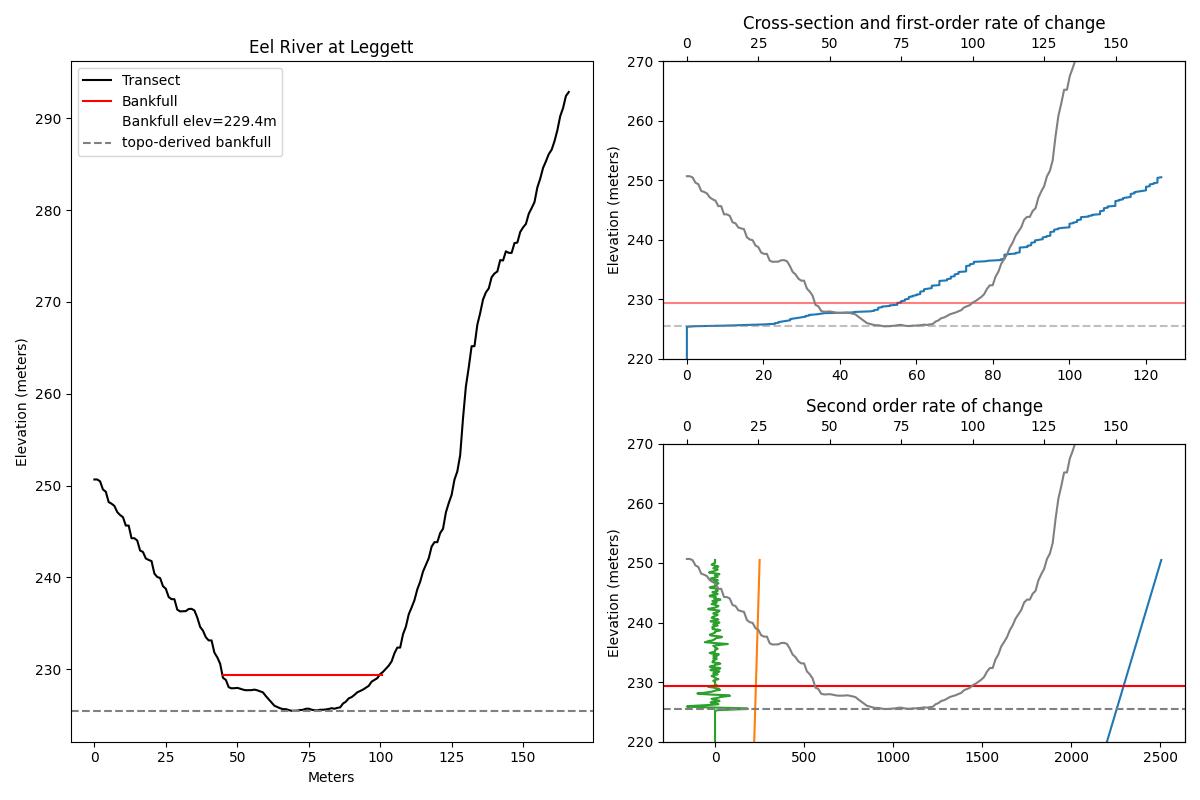 Eel River at Leggett
Transect
Bankfull
Bankfull elev=229.4m
topo-derived bankfull
Elevation (meters)
290
280
270
260
250
240
230
0 25 50 75 100 125 150
Meters
Cross-section and first-order rate of change
0 25 50 75 100 125 150
Elevation (meters)
270
260
250
240
230
220
0 20 40 60 80 100 120
Second order rate of change
0 25 50 75 100 125 150
Elevation (meters)
270
260
250
240
230
220
0 500 1000 1500 2000 2500